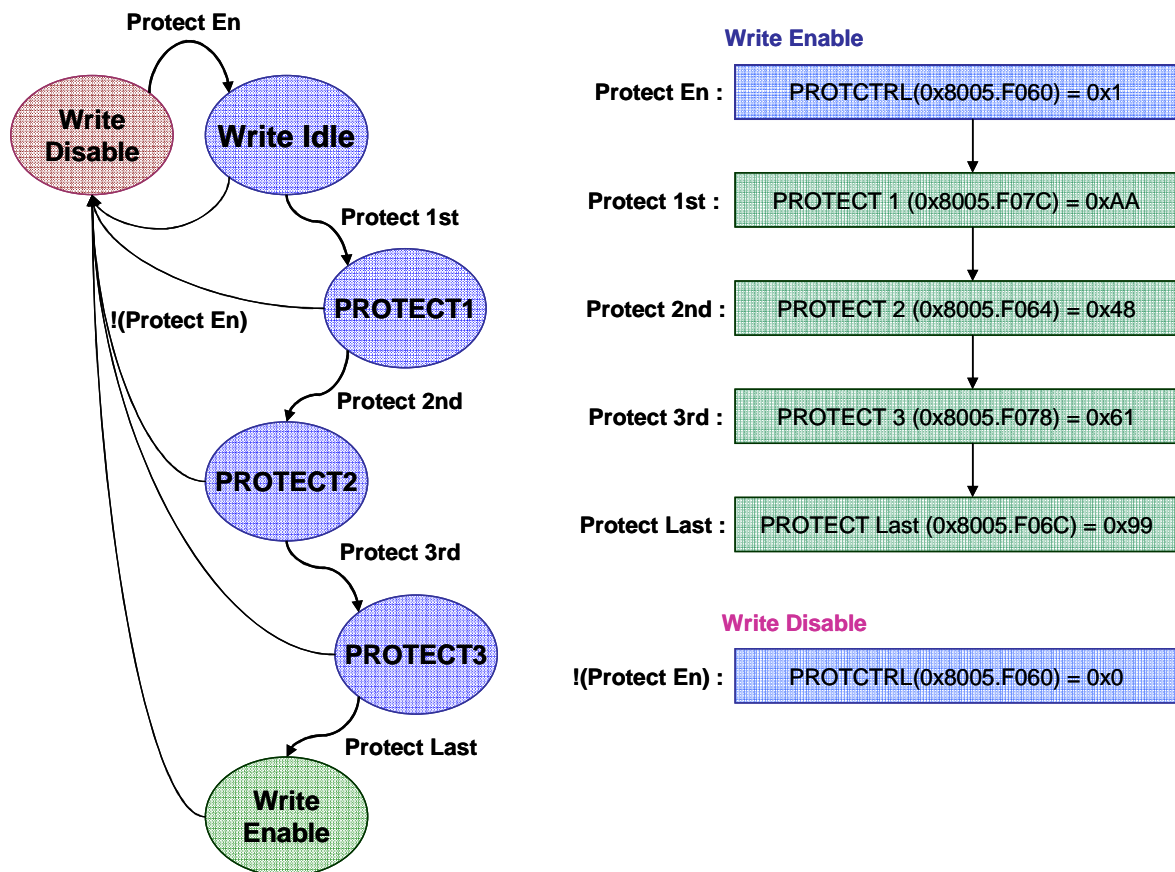 Protect En
Write
Disable
Write Idle
Protect 1st
PROTECT1
!(Protect En)
Protect 2nd
PROTECT2
Protect 3rd
PROTECT3
Protect Last
Write
Enable
Write Enable
Protect En :
PROTCTRL(0x8005.F060) = 0x1
Protect 1st :
PROTECT 1 (0x8005.F07C) = 0xAA
Protect 2nd :
PROTECT 2 (0x8005.F064) = 0x48
Protect 3rd :
PROTECT 3 (0x8005.F078) = 0x61
Protect Last :
PROTECT Last (0x8005.F06C) = 0x99
Write Disable
!(Protect En) :
PROTCTRL(0x8005.F060) = 0x0